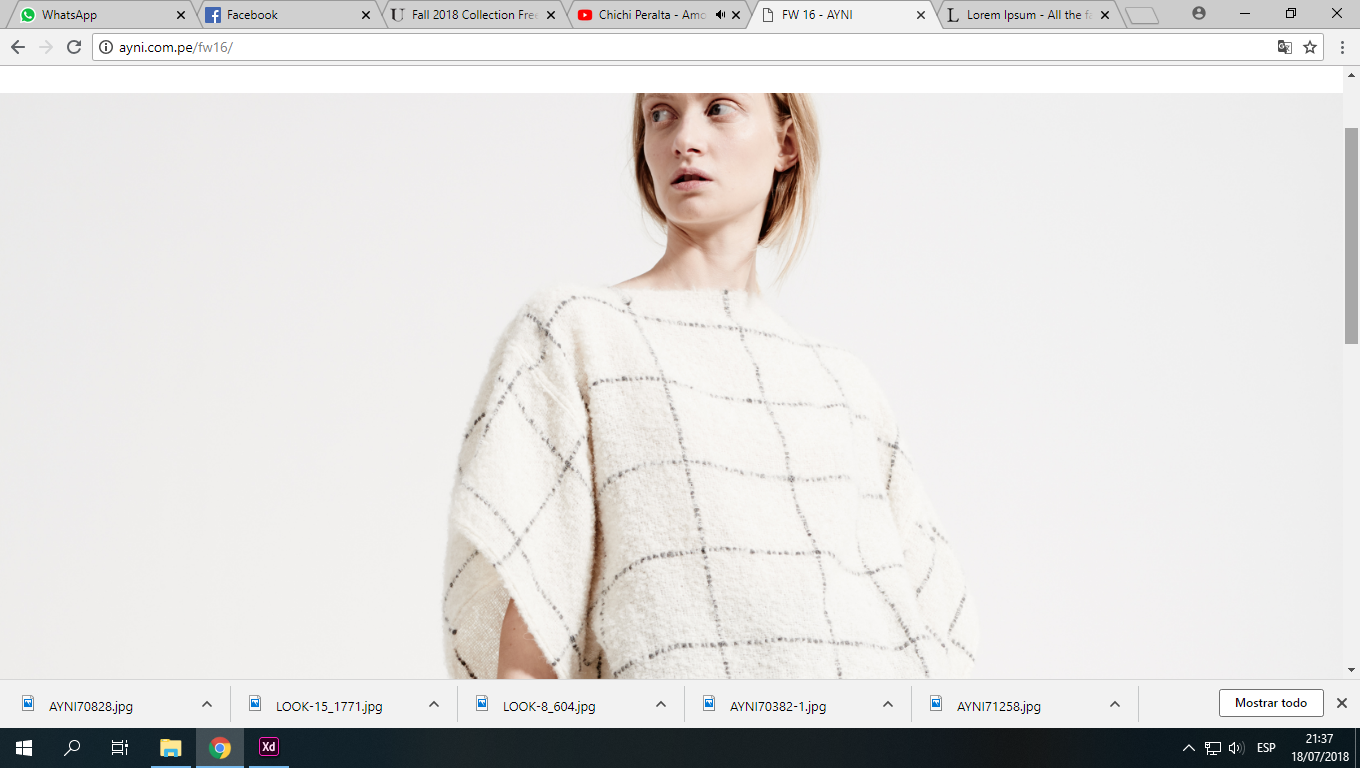 WhatsApp
Facebook
Fall 2018 Collection Free
Chichi Peralta - Amo
FW 16 - AYNI
Lorem Ipsum - All the fa
ayni.com.pe/fw16/
AYNI70828.jpg
LOOK-15_1771.jpg
LOOK-8_604.jpg
AYNI70382-1.jpg
AYNI71258.jpg
Mostrar todo
Xd
ESP
21:37
18/07/2018